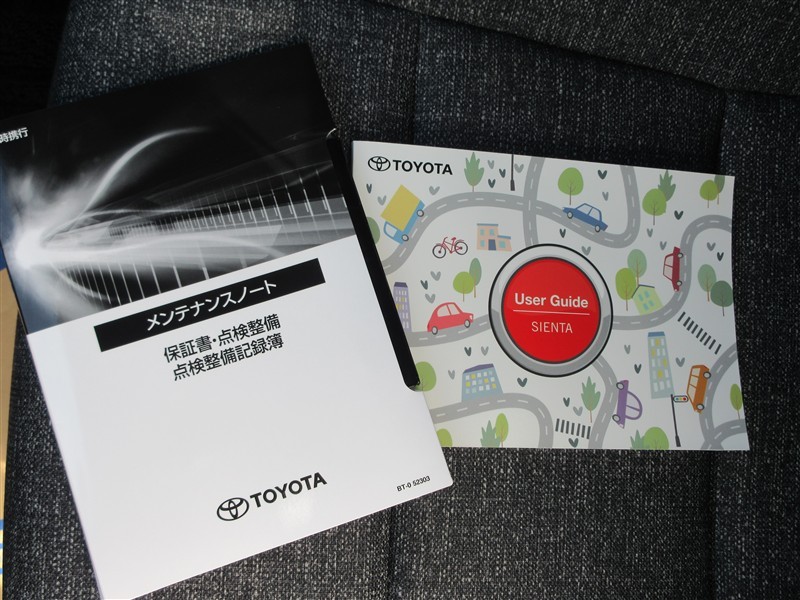 時携行
メンテナンスノート
保証書・点検整備
点検整備記録簿
TOYOTA
BT-0 52303
TOYOTA
User Guide
SIENTA